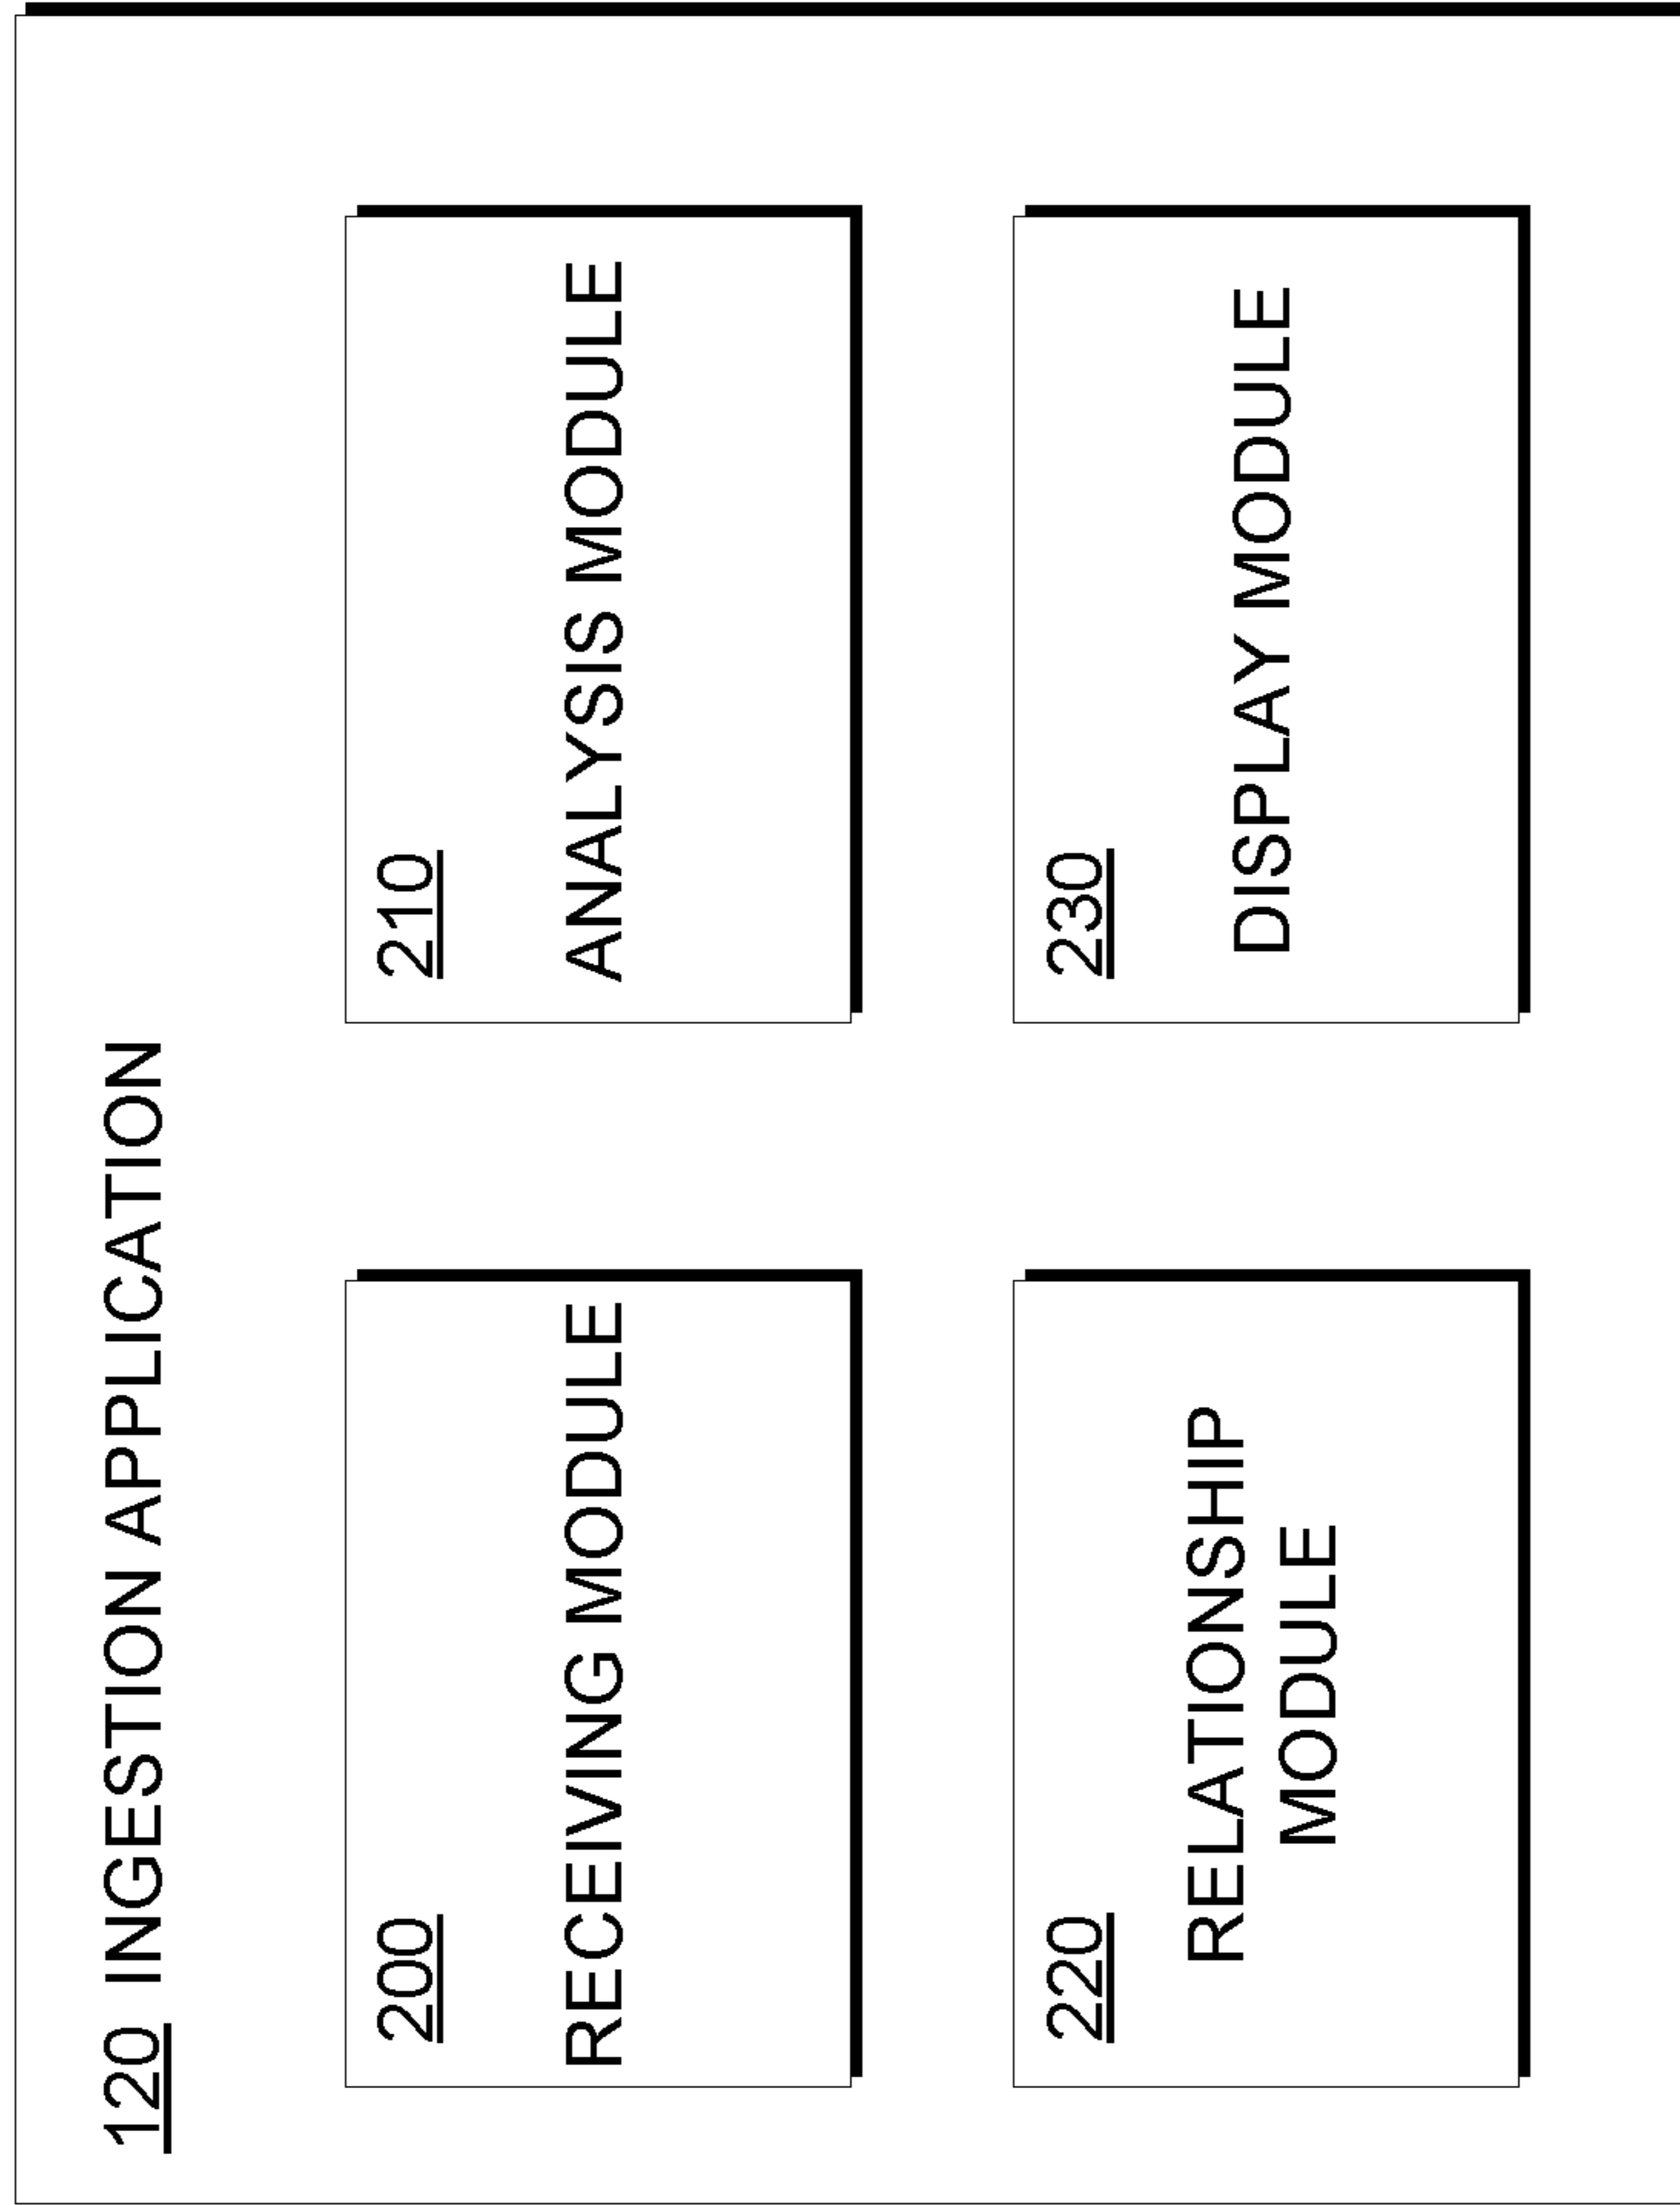 120 INGESTION APPLICATION
200
RECEIVING MODULE
210
ANALYSIS MODULE
220
RELATIONSHIP
MODULE
230
DISPLAY MODULE